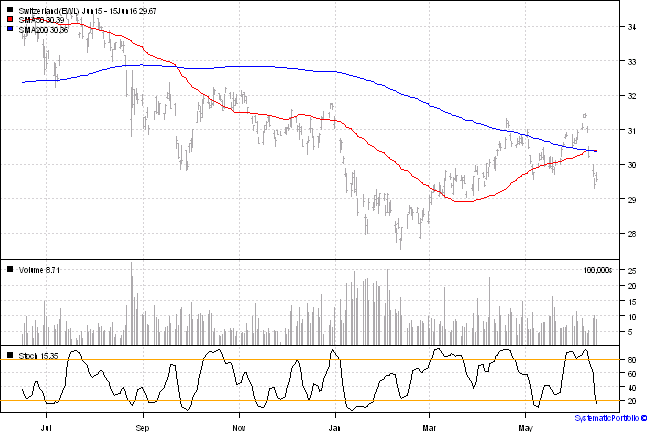 Switzerland (EWL) Jun15 - 15Jun16 29.67
SMA50 30.39
SMA200 30.36
34
33
32
31
30
29
28
Volume 8.71
100,000s
25
20
15
10
5
Stoch 15.35
80
60
40
20
Jul Sep Nov Jan Mar May
SystematicPortfolio ©